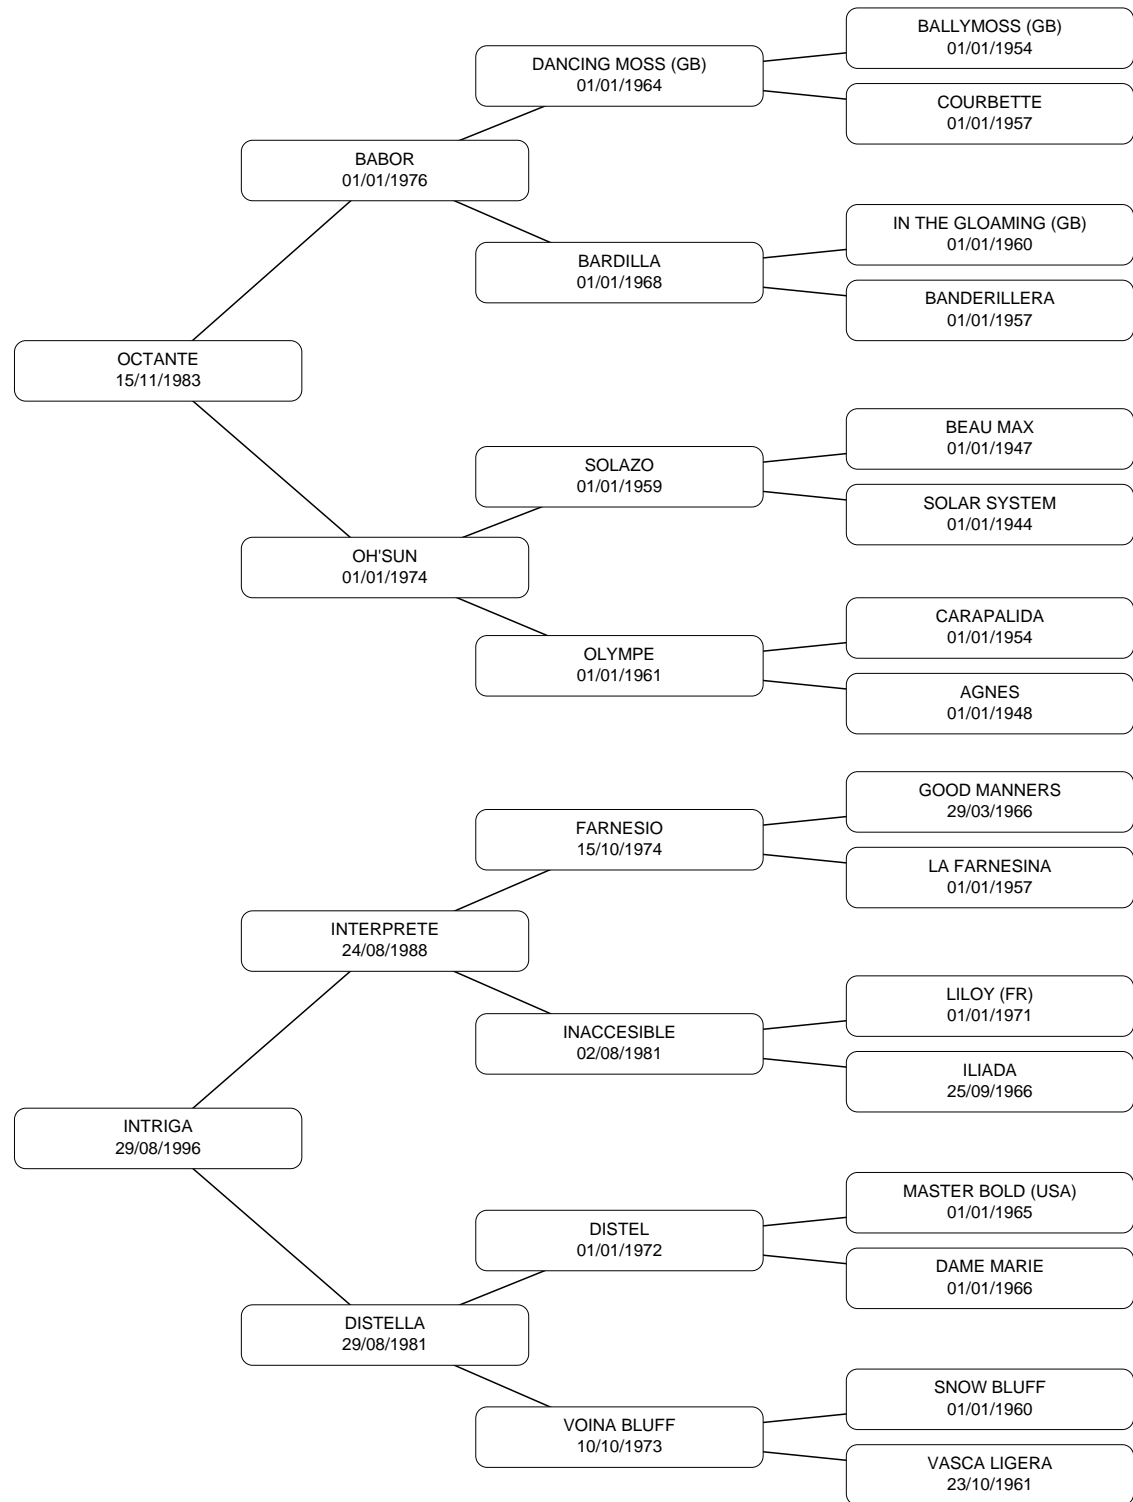 BALLYMOSS (GB)
01/01/1954
DANCING MOSS (GB)
01/01/1964
COURBETTE
01/01/1957
BABOR
01/01/1976
IN THE GLOAMING (GB)
01/01/1960
BARDILLA
01/01/1968
BANDERILLERA
01/01/1957
OCTANTE
15/11/1983
BEAU MAX
01/01/1947
SOLAZO
01/01/1959
SOLAR SYSTEM
01/01/1944
OH'SUN
01/01/1974
CARAPALIDA
01/01/1954
OLYMPE
01/01/1961
AGNES
01/01/1948
GOOD MANNERS
29/03/1966
FARNESIO
15/10/1974
LA FARNESINA
01/01/1957
INTERPRETE
24/08/1988
LILOY (FR)
01/01/1971
INACCESIBLE
02/08/1981
ILIADA
25/09/1966
INTRIGA
29/08/1996
MASTER BOLD (USA)
01/01/1965
DISTEL
01/01/1972
DAME MARIE
01/01/1966
DISTELLA
29/08/1981
SNOW BLUFF
01/01/1960
VOINA BLUFF
10/10/1973
VASCA LIGERA
23/10/1961